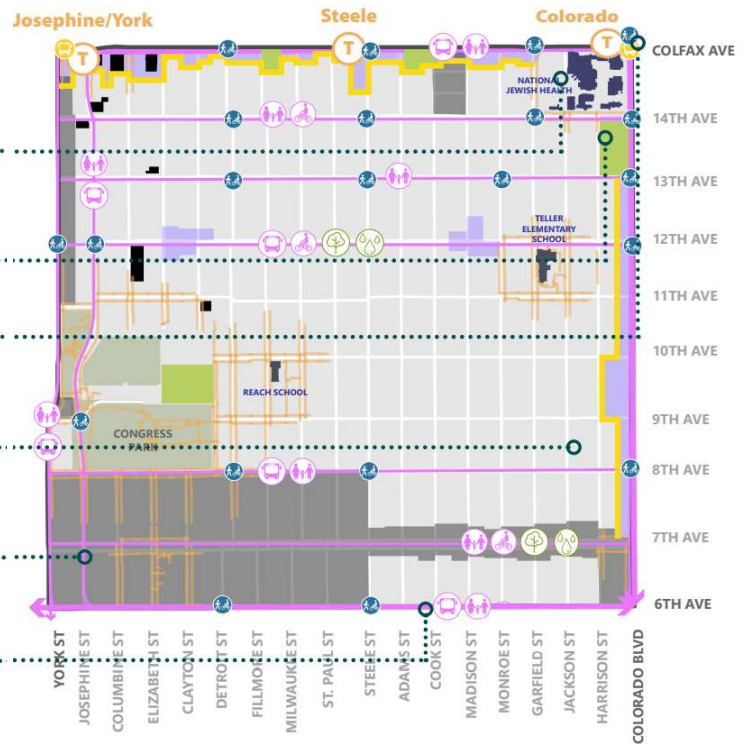 Josephine/York
Steele
Colorado
T
T
T
COLFAX AVE
NATIONAL
JEWISH HEALTH
14TH AVE
13TH AVE
TELLER
ELEMENTARY
SCHOOL
12TH AVE
11TH AVE
10TH AVE
REACH SCHOOL
9TH AVE
CONGRESS
PARK
8TH AVE
7TH AVE
6TH AVE
YORK ST
JOSEPHINE ST
COLUMBINE ST
ELIZABETH ST
CLAYTON ST
DETROIT ST
FILLMORE ST
MILWAUKEE ST
ST. PAUL ST
STEELE ST
ADAMS ST
COOK ST
MADISON ST
MONROE ST
GARFIELD ST
JACKSON ST
HARRISON ST
COLORADO BLVD